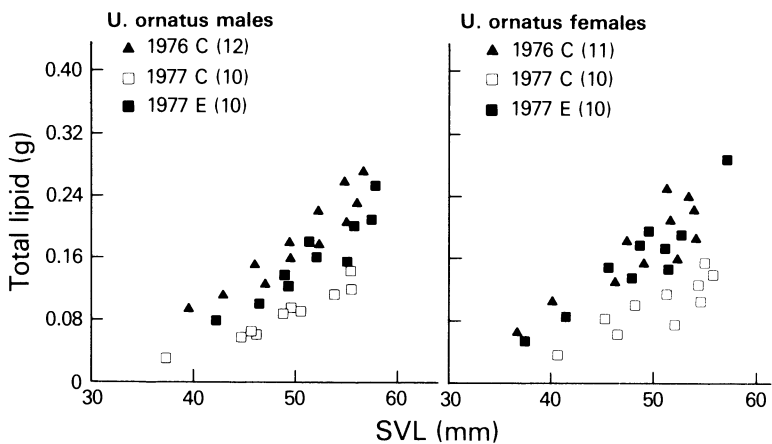 U. ornatus males
▲ 1976 C (12)
□ 1977 C (10)
■ 1977 E (10)
U. ornatus females
▲ 1976 C (11)
□ 1977 C (10)
■ 1977 E (10)
Total lipid (g)
0.40
0.32
0.24
0.16
0.08
0
30 40 50 60
30 40 50 60
SVL (mm)